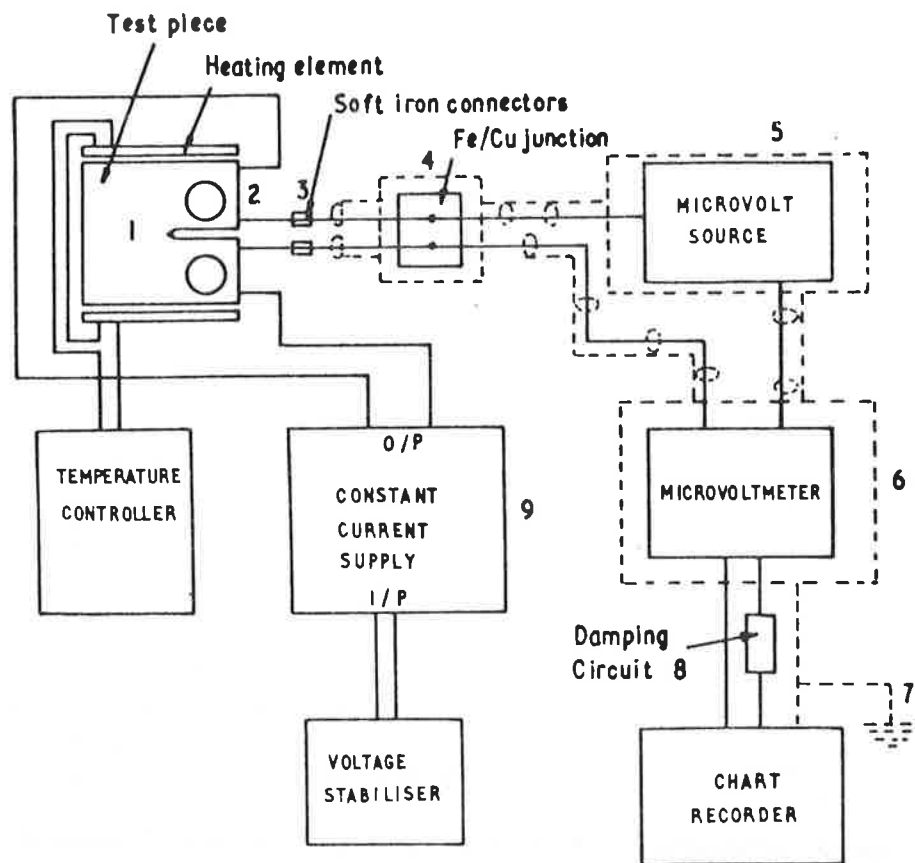 Test piece
Heating element
Soft iron connectors
Fe/Cu junction
1
2
3
4
5
MICROVOLT
SOURCE
TEMPERATURE
CONTROLLER
O/P
CONSTANT
CURRENT
SUPPLY
I/P
9
MICROVOLTMETER
6
Damping
Circuit 8
7
VOLTAGE
STABILISER
CHART
RECORDER